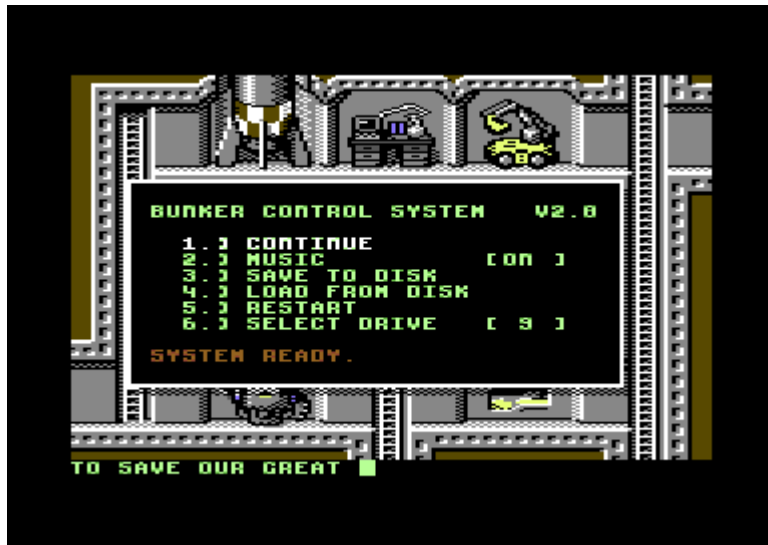 BUNKER CONTROL SYSTEM V2.0
1.) CONTINUE
2.) MUSIC [ON ]
3.) SAVE TO DISK
4.) LOAD FROM DISK
5.) RESTART
6.) SELECT DRIVE [ 9 ]
SYSTEM READY.
TO SAVE OUR GREAT